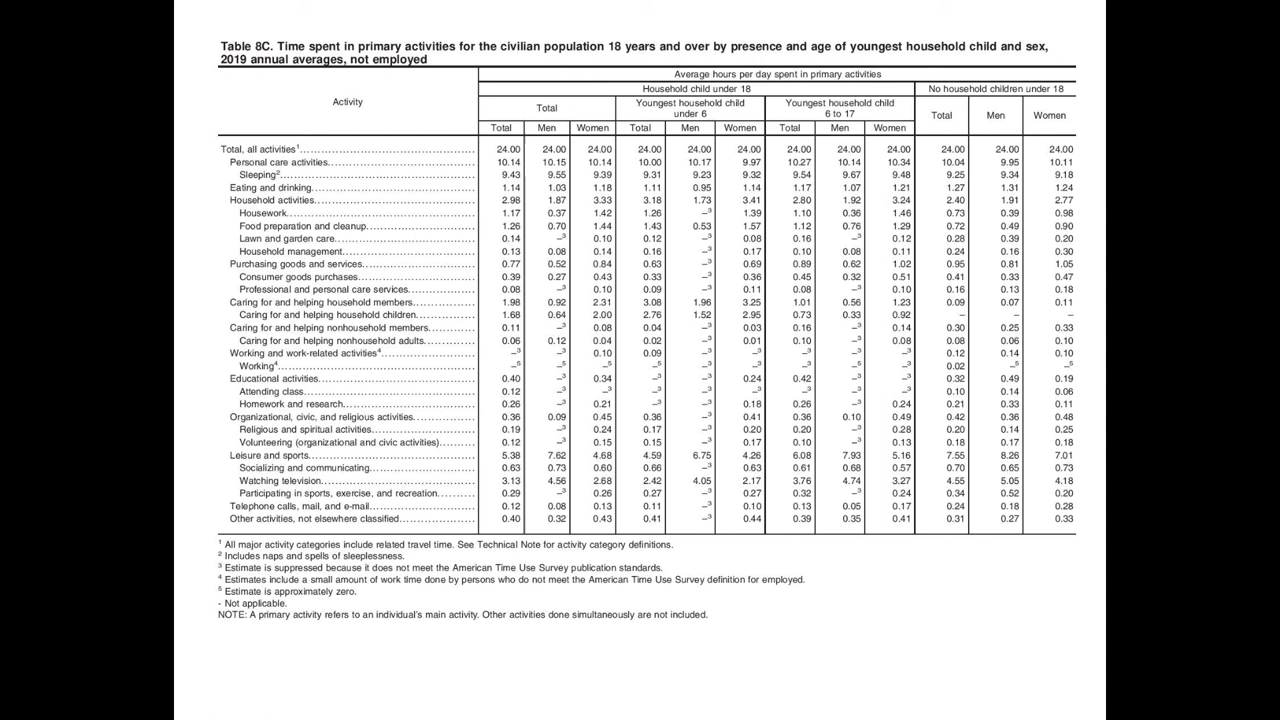 Table 8C. Time spent in primary activities for the civilian population 18 years and over by presence and age of youngest household child and sex,
2019 annual averages, not employed
Average hours per day spent in primary activities
Household child under 18 No household children under 18
Activity Total Youngest household child under 6 Youngest household child 6 to 17 Total Men Women
Total Men Women Total Men Women Total Men Women
Total, all activities¹ 24.00 24.00 24.00 24.00 24.00 24.00 24.00 24.00 24.00 24.00 24.00 24.00
Personal care activities 10.14 10.15 10.14 10.00 10.17 9.97 10.27 10.14 10.34 10.04 9.95 10.11
Sleeping² 9.43 9.55 9.39 9.31 9.23 9.32 9.54 9.67 9.48 9.25 9.34 9.18
Eating and drinking 1.14 1.03 1.18 1.11 0.95 1.14 1.17 1.07 1.21 1.27 1.31 1.24
Household activities 2.98 1.87 3.33 3.18 1.73 3.41 2.80 1.92 3.24 2.40 1.91 2.77
Housework 1.17 0.37 1.42 1.26 –³ 1.39 1.10 0.36 1.46 0.73 0.39 0.98
Food preparation and cleanup 1.26 0.70 1.44 1.43 0.53 1.57 1.12 0.76 1.29 0.72 0.49 0.90
Lawn and garden care 0.14 –³ 0.10 0.12 –³ 0.08 0.16 –³ 0.12 0.28 0.39 0.20
Household management 0.13 0.08 0.14 0.16 –³ 0.17 0.10 0.08 0.11 0.24 0.16 0.30
Purchasing goods and services 0.77 0.52 0.84 0.63 –³ 0.69 0.89 0.62 1.02 0.95 0.81 1.05
Consumer goods purchases 0.39 0.27 0.43 0.33 –³ 0.36 0.45 0.32 0.51 0.41 0.33 0.47
Professional and personal care services 0.08 –³ 0.10 0.09 –³ 0.11 0.08 –³ 0.10 0.16 0.13 0.18
Caring for and helping household members 1.98 0.92 2.31 3.08 1.96 3.25 1.01 0.56 1.23 0.09 0.07 0.11
Caring for and helping household children 1.68 0.64 2.00 2.76 1.52 2.95 0.73 0.33 0.92 – – –
Caring for and helping nonhousehold members 0.11 –³ 0.08 0.04 –³ 0.03 0.16 –³ 0.14 0.30 0.25 0.33
Caring for and helping nonhousehold adults 0.06 0.12 0.04 0.02 –³ 0.01 0.10 –³ 0.08 0.08 0.06 0.10
Working and work-related activities⁴ –³ –³ 0.10 0.09 –³ –³ –³ –³ –³ 0.12 0.14 0.10
Working⁴ –⁵ –⁵ –⁵ –⁵ –³ –³ –³ –⁵ –³ 0.02 –⁵ –⁵
Educational activities 0.40 –³ 0.34 –³ –³ 0.24 0.42 –³ –³ 0.32 0.49 0.19
Attending class 0.12 –³ –³ –³ –³ –³ –³ –³ –³ 0.10 0.14 0.06
Homework and research 0.26 –³ 0.21 –³ –³ 0.18 0.26 –³ 0.24 0.21 0.33 0.11
Organizational, civic, and religious activities 0.36 0.09 0.45 0.36 –³ 0.41 0.36 0.10 0.49 0.42 0.36 0.48
Religious and spiritual activities 0.19 –³ 0.24 0.17 –³ 0.20 0.20 –³ 0.28 0.20 0.14 0.25
Volunteering (organizational and civic activities) 0.12 –³ 0.15 0.15 –³ 0.17 0.10 –³ 0.13 0.18 0.17 0.18
Leisure and sports 5.38 7.62 4.68 4.59 6.75 4.26 6.08 7.93 5.16 7.55 8.26 7.01
Socializing and communicating 0.63 0.73 0.60 0.66 –³ 0.63 0.61 0.68 0.57 0.70 0.65 0.73
Watching television 3.13 4.56 2.68 2.42 4.05 2.17 3.76 4.74 3.27 4.55 5.05 4.18
Participating in sports, exercise, and recreation 0.29 –³ 0.26 0.27 –³ 0.27 0.32 –³ 0.24 0.34 0.52 0.20
Telephone calls, mail, and e-mail 0.12 0.08 0.13 0.11 –³ 0.10 0.13 0.05 0.17 0.24 0.18 0.28
Other activities, not elsewhere classified 0.40 0.32 0.43 0.41 –³ 0.44 0.39 0.35 0.41 0.31 0.27 0.33
¹ All major activity categories include related travel time. See Technical Note for activity category definitions.
² Includes naps and spells of sleeplessness.
³ Estimate is suppressed because it does not meet the American Time Use Survey publication standards.
⁴ Estimates include a small amount of work time done by persons who do not meet the American Time Use Survey definition for employed.
⁵ Estimate is approximately zero.
- Not applicable.
NOTE: A primary activity refers to an individual's main activity. Other activities done simultaneously are not included.